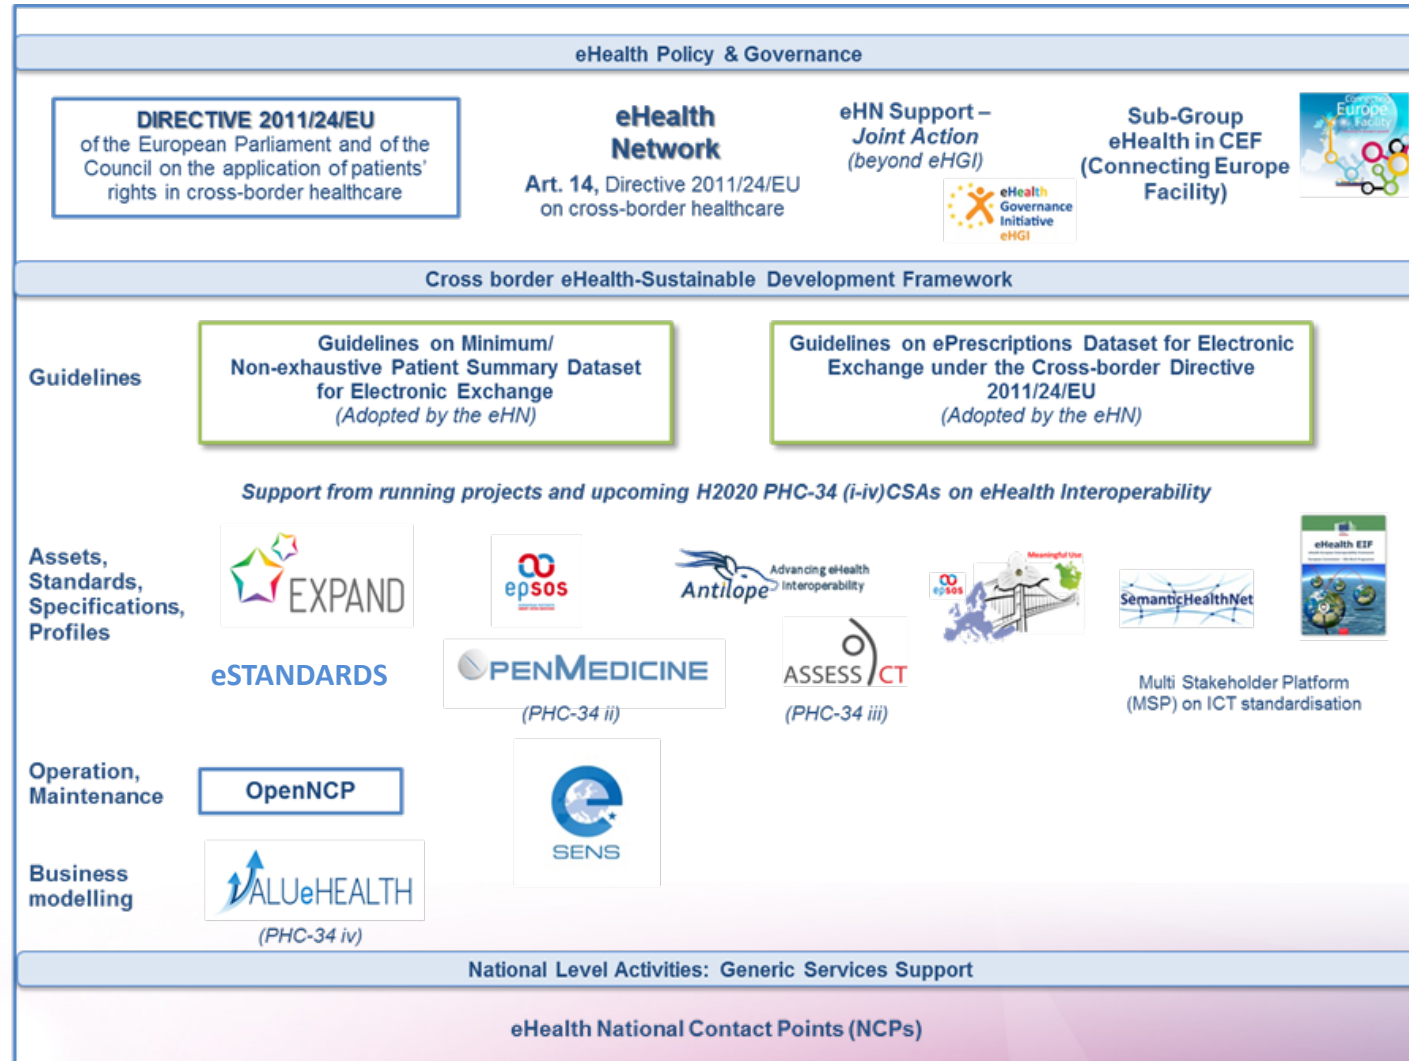 eHealth Policy & Governance
DIRECTIVE 2011/24/EU
of the European Parliament and of the
Council on the application of patients'
rights in cross-border healthcare
eHealth
Network
Art. 14, Directive 2011/24/EU
on cross-border healthcare
eHN Support –
Joint Action
(beyond eHGI)
eHealth
Governance
Initiative
eHGI
Sub-Group
eHealth in CEF
(Connecting Europe
Facility)
Connecting
Europe
Facility
Cross border eHealth-Sustainable Development Framework
Guidelines
Guidelines on Minimum/
Non-exhaustive Patient Summary Dataset
for Electronic Exchange
(Adopted by the eHN)
Guidelines on ePrescriptions Dataset for Electronic
Exchange under the Cross-border Directive
2011/24/EU
(Adopted by the eHN)
Support from running projects and upcoming H2020 PHC-34 (i-iv)CSAs on eHealth Interoperability
Assets,
Standards,
Specifications,
Profiles
EXPAND
epsos
Antilope
Advancing eHealth
Interoperability
epsos
Meaningful Use
SemanticHealthNet
eHealth EIF
eSTANDARDS
OPENMEDICINE
(PHC-34 ii)
ASSESS CT
(PHC-34 iii)
Multi Stakeholder Platform
(MSP) on ICT standardisation
Operation,
Maintenance
OpenNCP
e
SENS
Business
modelling
VALUeHEALTH
(PHC-34 iv)
National Level Activities: Generic Services Support
eHealth National Contact Points (NCPs)